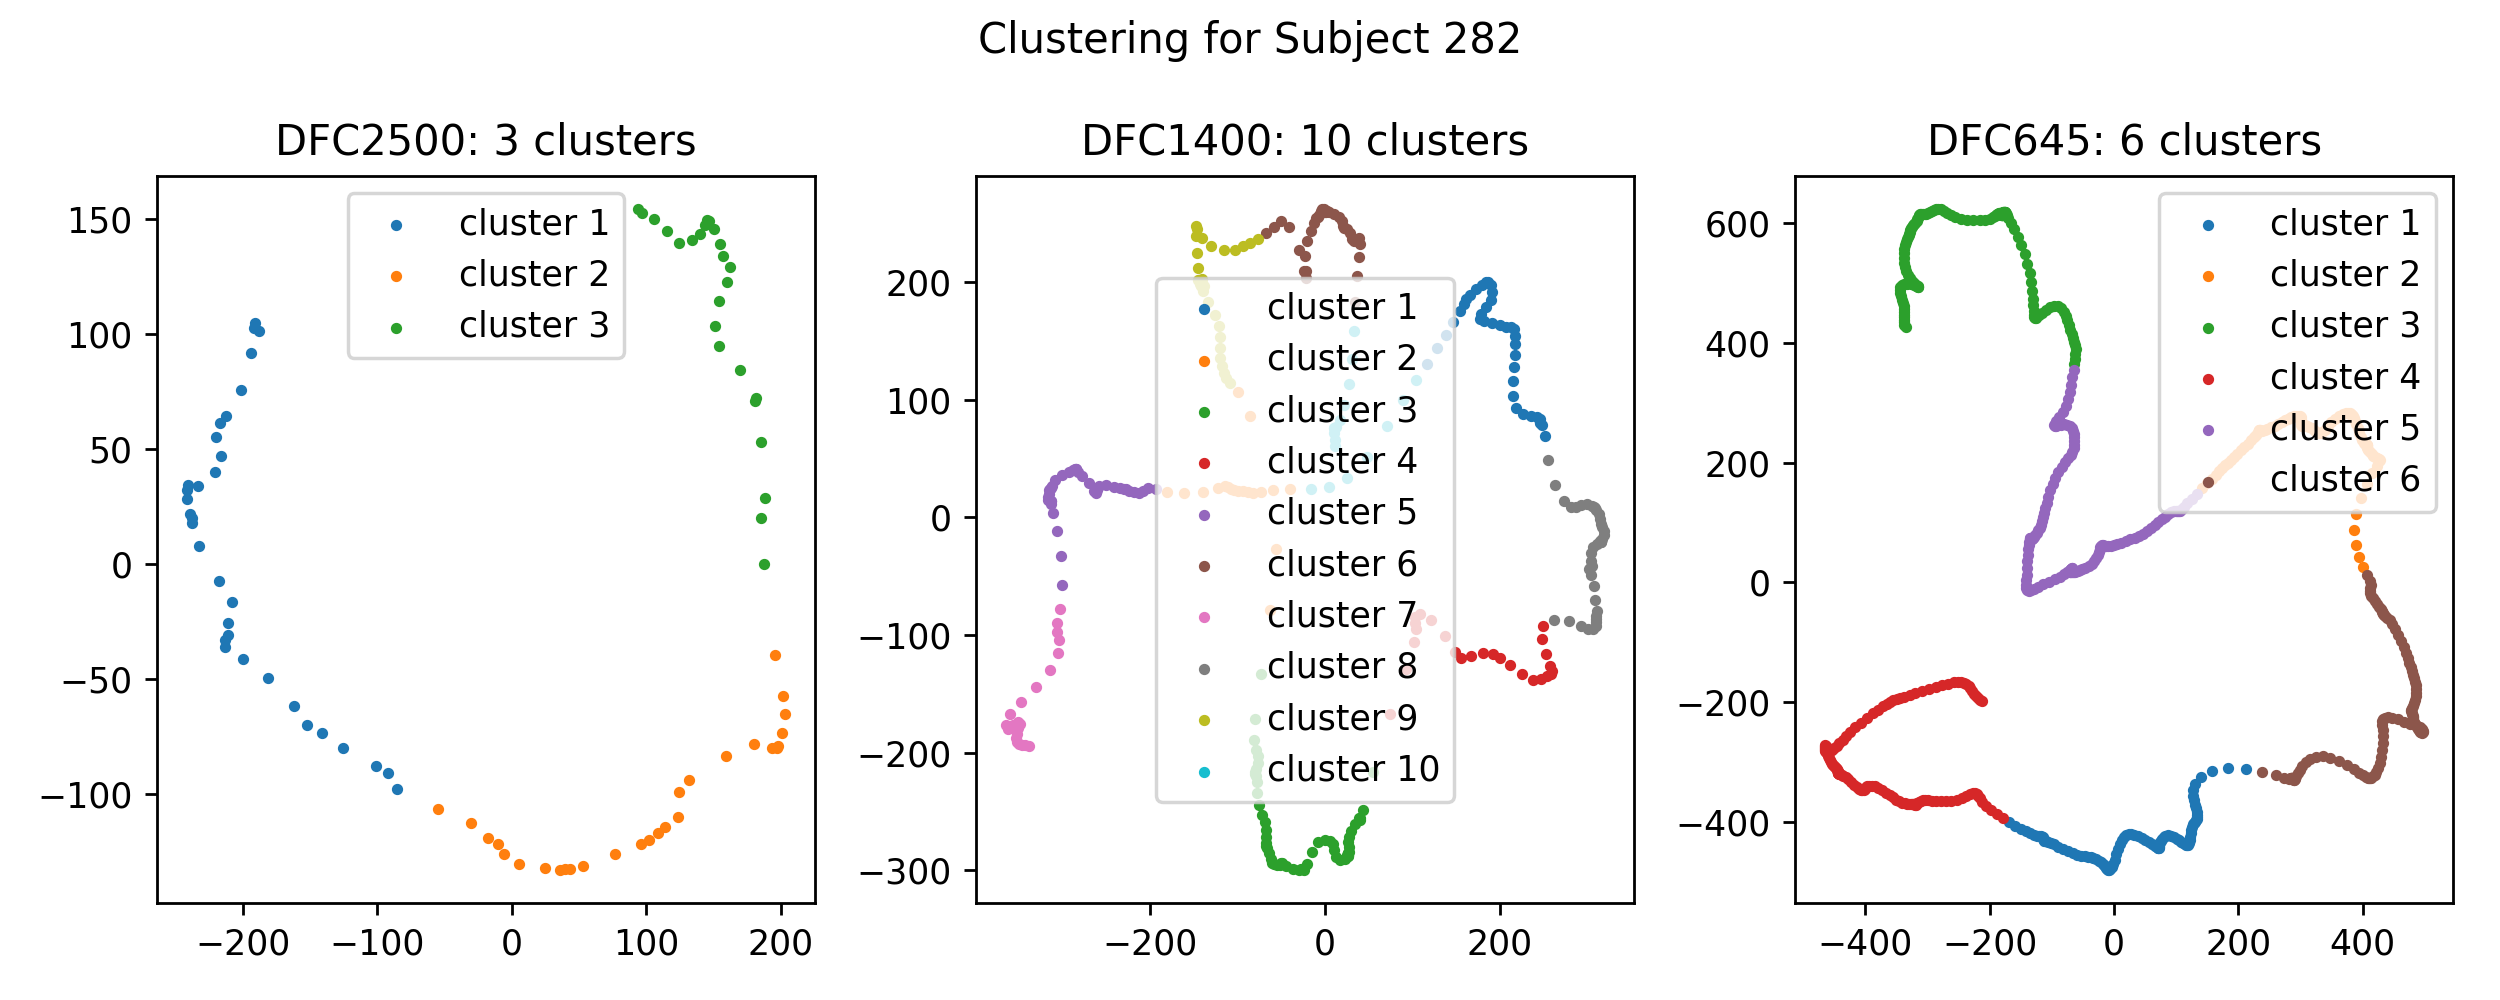 Clustering for Subject 282
DFC2500: 3 clusters
150
100
50
0
−50
−100
−200
−100
0
100
200
cluster 1
cluster 2
cluster 3
DFC1400: 10 clusters
200
100
0
−100
−200
−300
−200
0
200
cluster 1
cluster 2
cluster 3
cluster 4
cluster 5
cluster 6
cluster 7
cluster 8
cluster 9
cluster 10
DFC645: 6 clusters
600
400
200
0
−200
−400
−400
−200
0
200
400
cluster 1
cluster 2
cluster 3
cluster 4
cluster 5
cluster 6